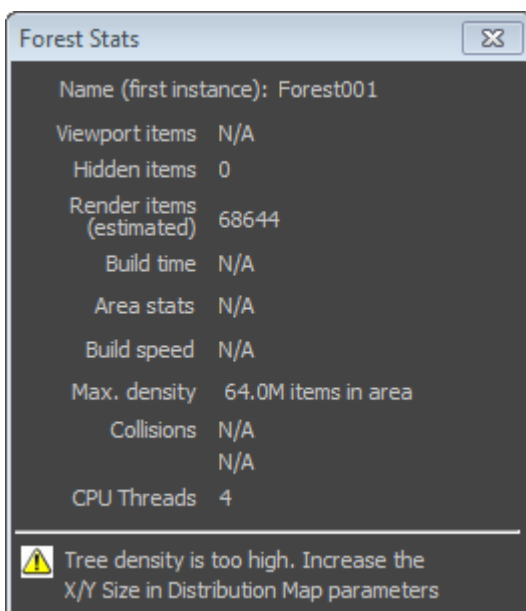 Forest Stats
Name (first instance): Forest001
Viewport items N/A
Hidden items 0
Render items
(estimated) 68644
Build time N/A
Area stats N/A
Build speed N/A
Max. density 64.0M items in area
Collisions N/A
N/A
CPU Threads 4
Tree density is too high. Increase the
X/Y Size in Distribution Map parameters